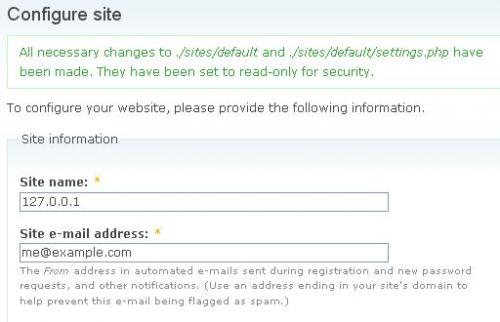 Configure site
All necessary changes to ./sites/default and ./sites/default/settings.php have
been made. They have been set to read-only for security.
To configure your website, please provide the following information.
Site information
Site name: *
127.0.0.1
Site e-mail address: *
me@example.com
The From address in automated e-mails sent during registration and new password
requests, and other notifications. (Use an address ending in your site's domain to
help prevent this e-mail being flagged as spam.)